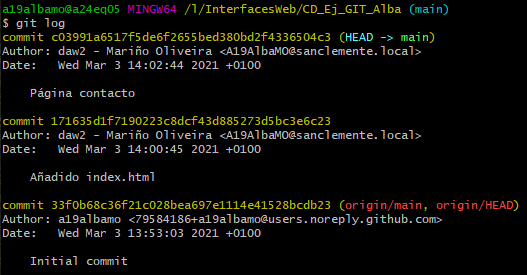 a19albamo@a24eq05 MINGW64 /l/InterfacesWeb/CD_Ej_GIT_Alba (main)
$ git log
commit c03991a6517f5de6f2655bed380bd2f4336504c3 (HEAD -> main)
Author: daw2 - Mariño Oliveira <A19AlbaMO@sanclemente.local>
Date:   Wed Mar 3 14:02:44 2021 +0100
Página contacto
commit 171635d1f7190223c8dcf43d885273d5bc3e6c23
Author: daw2 - Mariño Oliveira <A19AlbaMO@sanclemente.local>
Date:   Wed Mar 3 14:00:45 2021 +0100
Añadido index.html
commit 33f0b68c36f21c028bea697e1114e41528bcdb23 (origin/main, origin/HEAD)
Author: a19albamo <79584186+a19albamo@users.noreply.github.com>
Date:   Wed Mar 3 13:53:03 2021 +0100
Initial commit